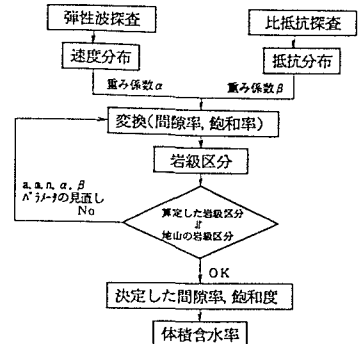 弾性波探査
比抵抗探査
速度分布
抵抗分布
重み係数α
重み係数β
変換(間隙率,飽和率)
岩級区分
a,m,n,α,β
パラメータの見直し
No
算定した岩級区分
∥
地山の岩級区分
OK
決定した間隙率,飽和度
体積含水率